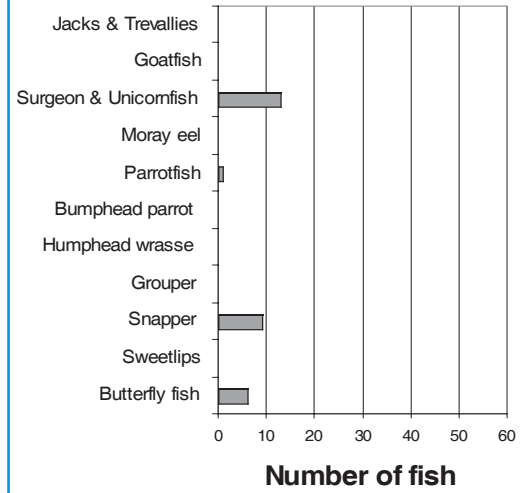 Jacks & Trevallies
Goatfish
Surgeon & Unicornfish
Moray eel
Parrotfish
Bumphead parrot
Humphead wrasse
Grouper
Snapper
Sweetlips
Butterfly fish
0 10 20 30 40 50 60
Number of fish